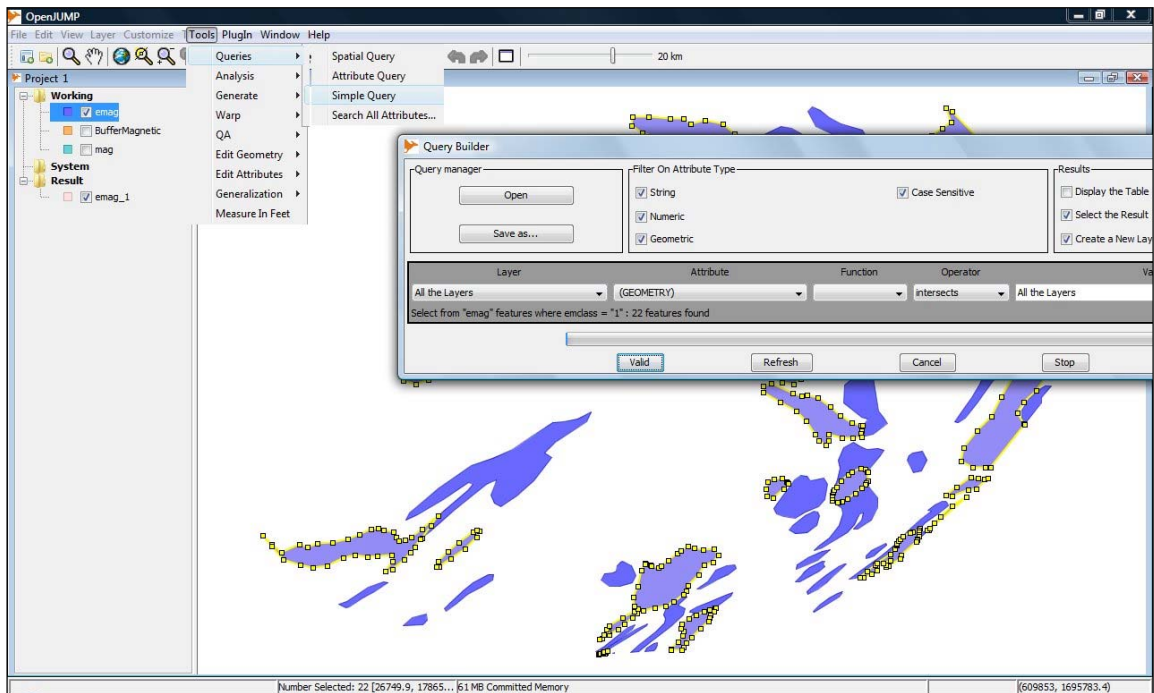 OpenJUMP
File Edit View Layer Customize Tools PlugIn Window Help
20 km
Project 1
Working
emag
BufferMagnetic
mag
System
Result
emag_1
Queries
Analysis
Generate
Warp
QA
Edit Geometry
Edit Attributes
Generalization
Measure In Feet
Spatial Query
Attribute Query
Simple Query
Search All Attributes...
Query Builder
Query manager
Open
Save as...
Filter On Attribute Type
String
Numeric
Geometric
Case Sensitive
Results
Display the Table
Select the Result
Create a New Lay
Layer Attribute Function Operator Va
All the Layers (GEOMETRY) intersects All the Layers
Select from "emag" features where emclass = "1" : 22 features found
Valid Refresh Cancel Stop
Number Selected: 22 [26749.9, 17865... 61 MB Committed Memory (609853, 1695783.4)